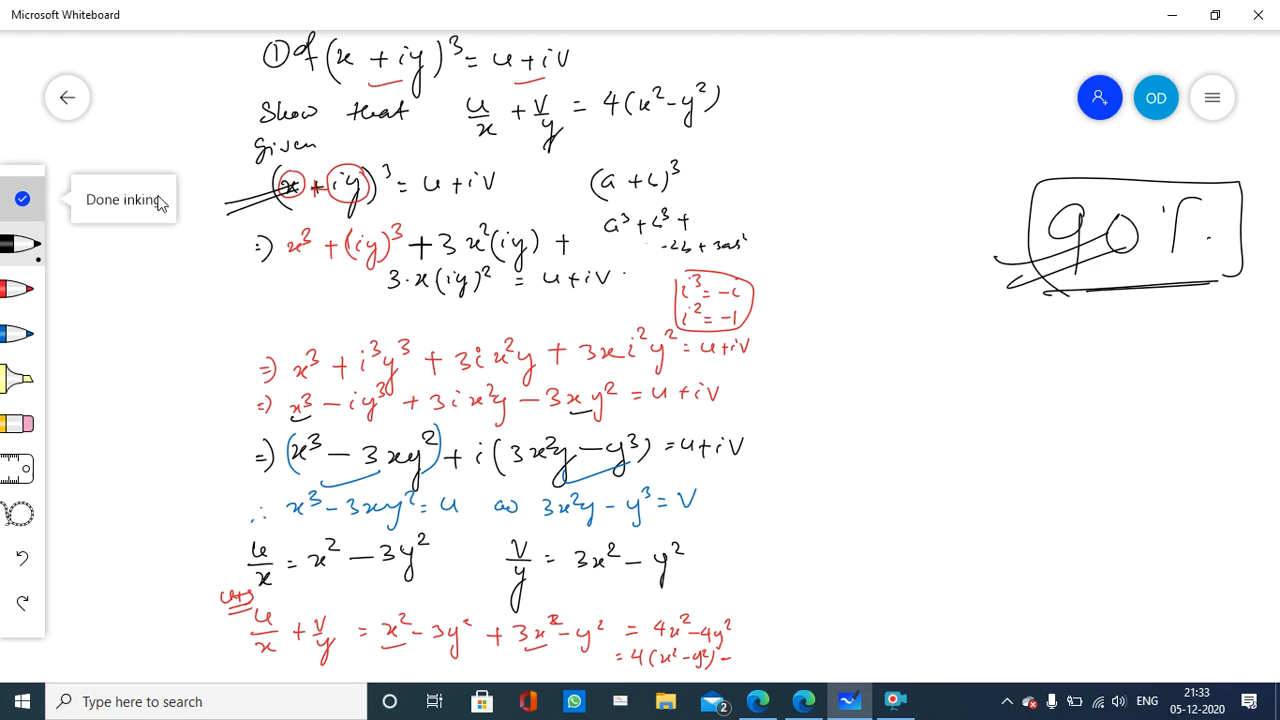 Microsoft Whiteboard
① If (x + iy)³ = u + iv
Show that u/x + v/y = 4(x² - y²)
given
(x + iy)³ = u + iv
(a + b)³
a³ + b³ +
⇒ x³ + (iy)³ + 3x²(iy) +
3·x(iy)² = u + iv
i³ = -i
i² = -1
⇒ x³ + i³y³ + 3ix²y + 3xi²y² = u + iv
⇒ x³ - iy³ + 3ix²y - 3xy² = u + iv
⇒ (x³ - 3xy²) + i(3x²y - y³) = u + iv
∴ x³ - 3xy² = u 3x²y - y³ = v
u/x = x² - 3y² v/y = 3x² - y²
u/x + v/y = x² - 3y² + 3x² - y² = 4x² - 4y²
= 4(x² - y²)
Done inking
OD
Type here to search
2
ENG
21:33
05-12-2020